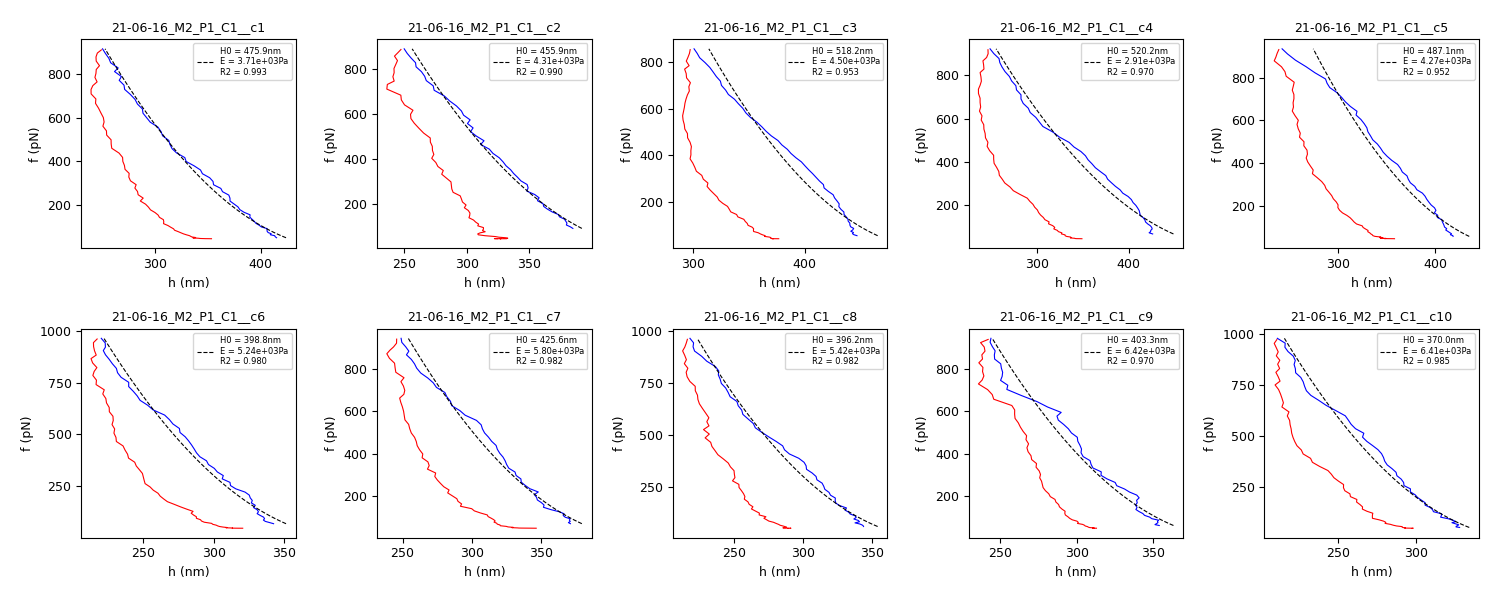 21-06-16_M2_P1_C1__c1
H0 = 475.9nm
E = 3.71e+03Pa
R2 = 0.993
f (pN)
800
600
400
200
300 400
h (nm)
21-06-16_M2_P1_C1__c2
H0 = 455.9nm
E = 4.31e+03Pa
R2 = 0.990
f (pN)
800
600
400
200
250 300 350
h (nm)
21-06-16_M2_P1_C1__c3
H0 = 518.2nm
E = 4.50e+03Pa
R2 = 0.953
f (pN)
800
600
400
200
300 400
h (nm)
21-06-16_M2_P1_C1__c4
H0 = 520.2nm
E = 2.91e+03Pa
R2 = 0.970
f (pN)
800
600
400
200
300 400
h (nm)
21-06-16_M2_P1_C1__c5
H0 = 487.1nm
E = 4.27e+03Pa
R2 = 0.952
f (pN)
800
600
400
200
300 400
h (nm)
21-06-16_M2_P1_C1__c6
H0 = 398.8nm
E = 5.24e+03Pa
R2 = 0.980
f (pN)
1000
750
500
250
250 300 350
h (nm)
21-06-16_M2_P1_C1__c7
H0 = 425.6nm
E = 5.80e+03Pa
R2 = 0.982
f (pN)
800
600
400
200
250 300 350
h (nm)
21-06-16_M2_P1_C1__c8
H0 = 396.2nm
E = 5.42e+03Pa
R2 = 0.982
f (pN)
1000
750
500
250
250 300 350
h (nm)
21-06-16_M2_P1_C1__c9
H0 = 403.3nm
E = 6.42e+03Pa
R2 = 0.970
f (pN)
800
600
400
200
250 300 350
h (nm)
21-06-16_M2_P1_C1__c10
H0 = 370.0nm
E = 6.41e+03Pa
R2 = 0.985
f (pN)
1000
750
500
250
250 300
h (nm)